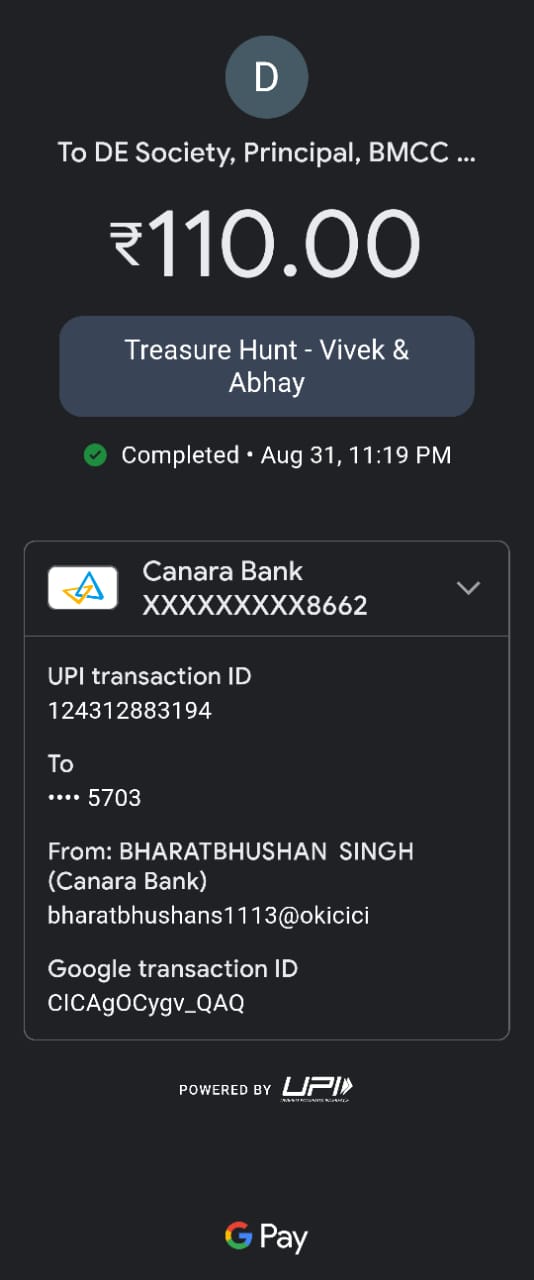 D
To DE Society, Principal, BMCC ...
₹110.00
Treasure Hunt - Vivek &
Abhay
Completed • Aug 31, 11:19 PM
Canara Bank
XXXXXXXXX8662
UPI transaction ID
124312883194
To
•••• 5703
From: BHARATBHUSHAN  SINGH
(Canara Bank)
bharatbhushans1113@okicici
Google transaction ID
CICAgOCygv_QAQ
POWERED BY UPI
G Pay